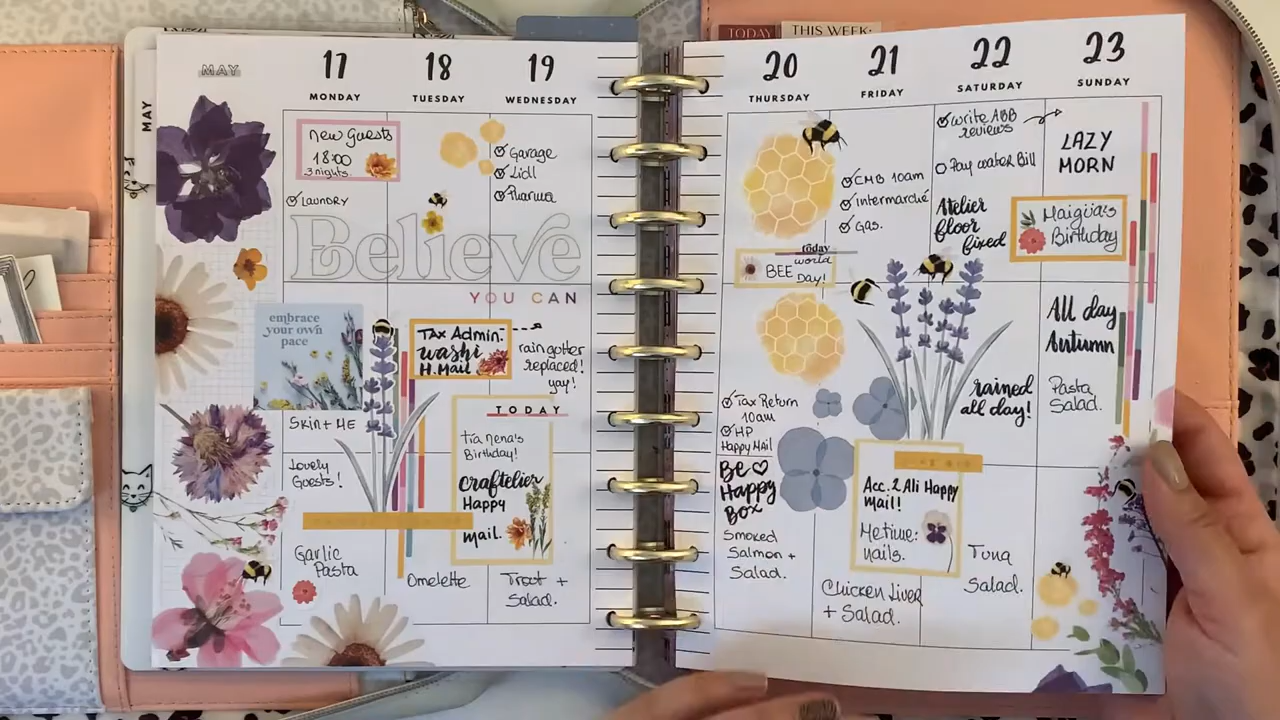 TODAY
THIS WEEK:
MAY
MAY
17
MONDAY
18
TUESDAY
19
WEDNESDAY
20
THURSDAY
21
FRIDAY
22
SATURDAY
23
SUNDAY
new guests
18:00
3 nights.
LAUNDRY
Garage
Lidl
Pharma
Believe
YOU CAN
embrace
your own
pace
Tax Admin.
washi
H.Mail
rain gotter
replaced!
yay!
SKIN + ME
Lovely
Guests!
TODAY
tia nena's
Birthday!
craftelier
Happy
mail.
Garlic
Pasta
Omelette
Trout +
Salad.
today
BEE world
Day!
Tax Return
10am
HP
Happy Mail
Be
Happy
Box
Smoked
Salmon +
Salad.
CMB 10am
intermarché
Gas.
Acc. 2 Ali Happy
Mail!
Metime:
nails.
Chicken Liver
+ Salad.
Write ABB
reviews
Pay water Bill
Atelier
floor
fixed
rained
all day!
Tuna
Salad.
LAZY
MORN
Birthday
All day
Autumn
Pasta
Salad.